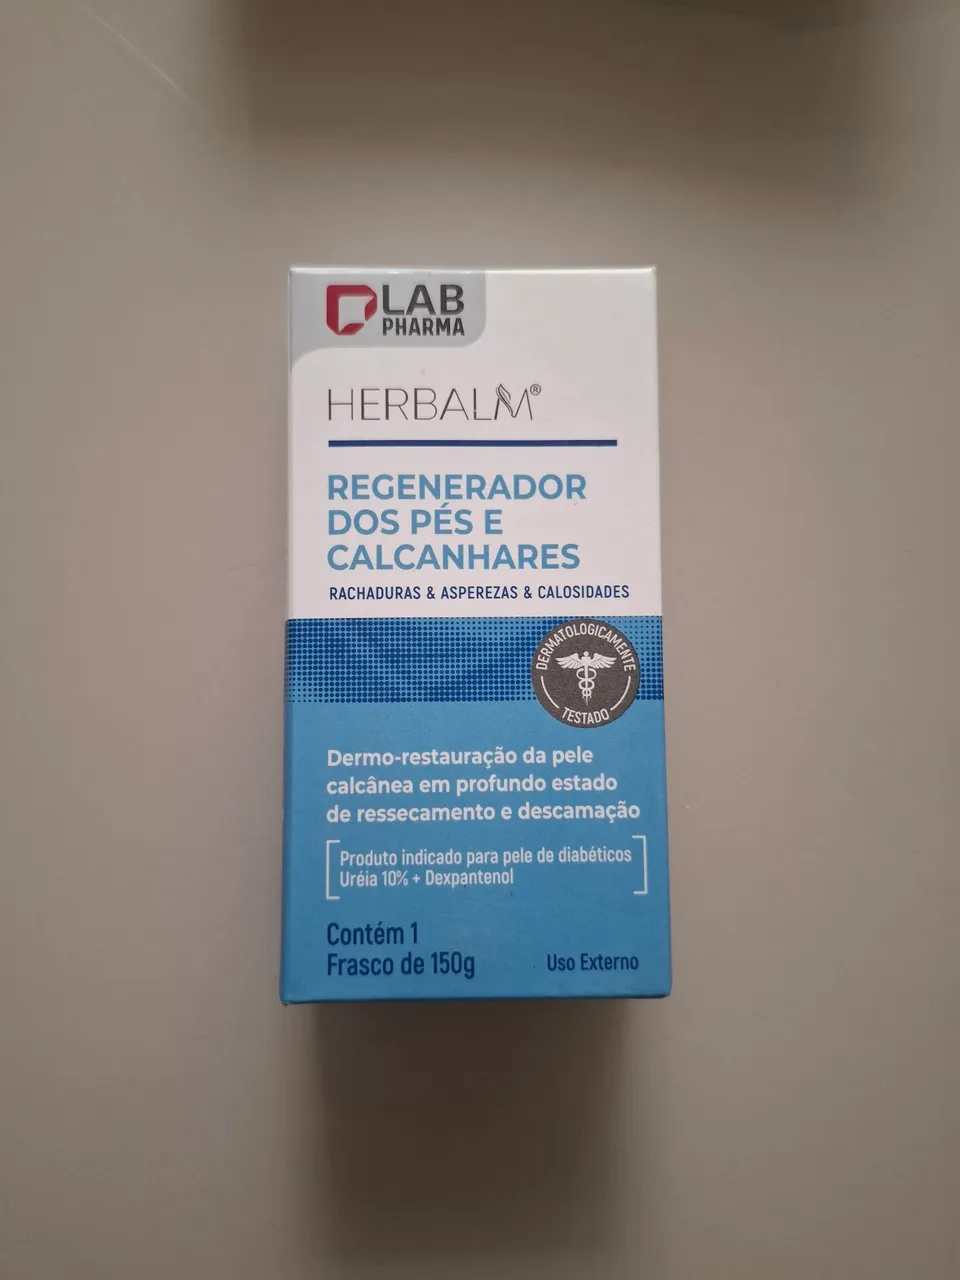 LAB
PHARMA
HERBALM®
REGENERADOR
DOS PÉS E
CALCANHARES
RACHADURAS & ASPEREZAS & CALOSIDADES
DERMATOLOGICAMENTE
TESTADO
Dermo-restauração da pele
calcânea em profundo estado
de ressecamento e descamação
Produto indicado para pele de diabéticos
Uréia 10% + Dexpantenol
Contém 1
Frasco de 150g
Uso Externo